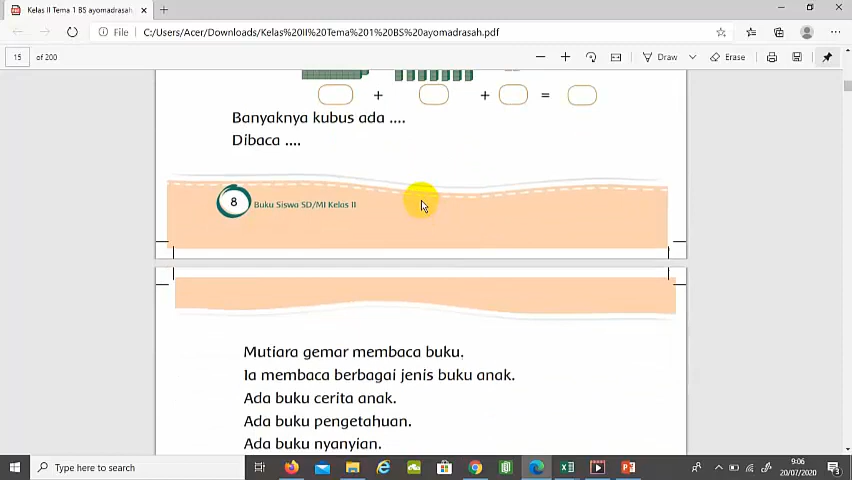 Kelas II Tema 1 BS ayomadrasah.p
File
C:/Users/Acer/Downloads/Kelas%20II%20Tema%201%20BS%20ayomadrasah.pdf
15 of 200
Draw
Erase
+ + =
Banyaknya kubus ada ....
Dibaca ....
8 Buku Siswa SD/MI Kelas II
Mutiara gemar membaca buku.
Ia membaca berbagai jenis buku anak.
Ada buku cerita anak.
Ada buku pengetahuan.
Ada buku nyanyian.
Type here to search
9:06
20/07/2020
3